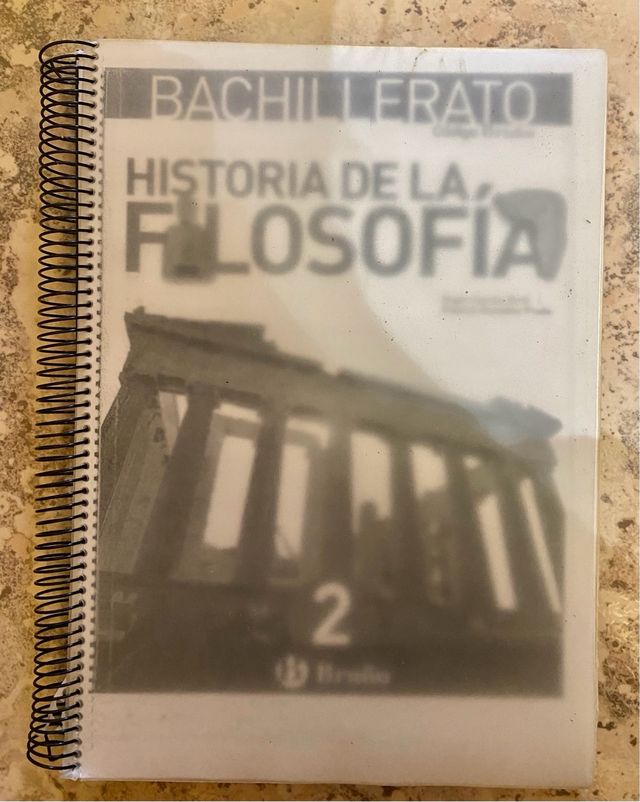 BACHILLERATO
HISTORIA DE LA
FILOSOFÍA
2
Bruño